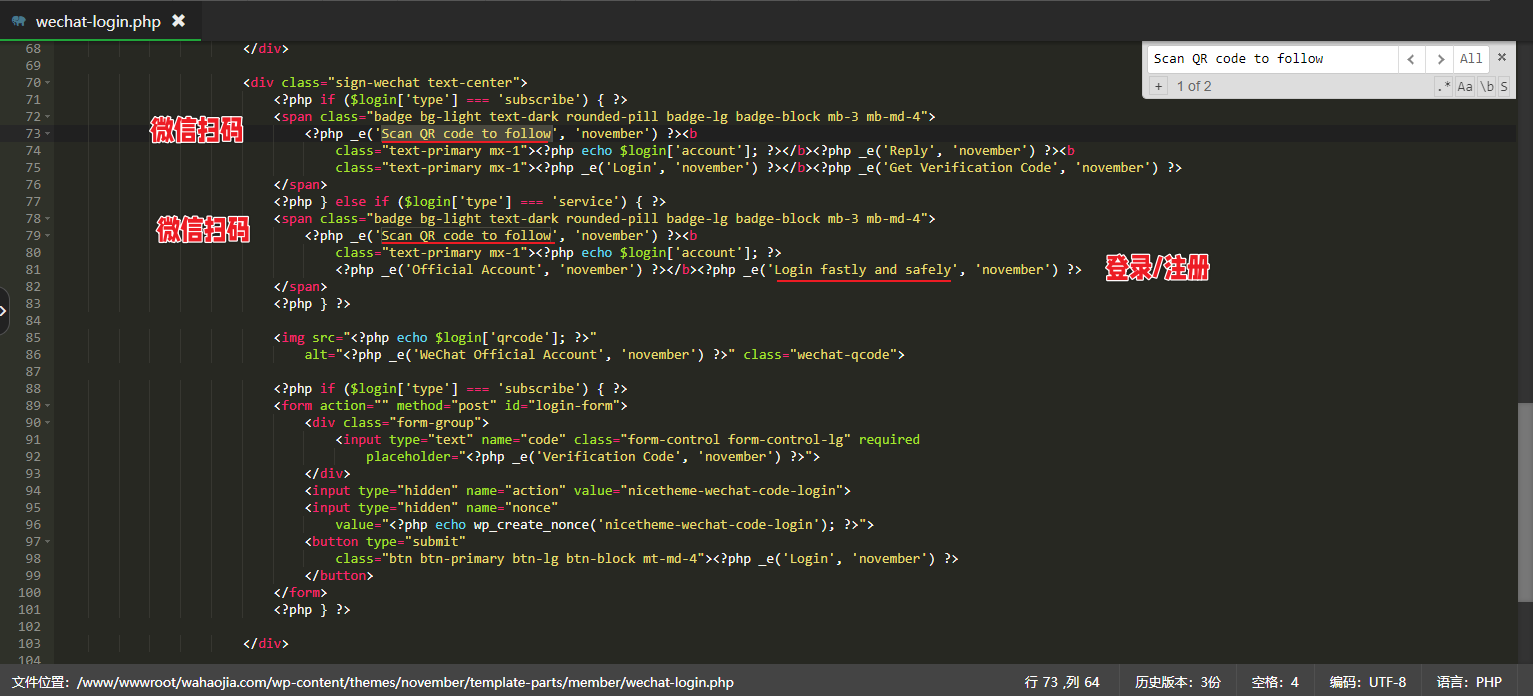 wechat-login.php ✖
Scan QR code to follow < > All ×
+ 1 of 2 .* Aa \b S
68 </div>
69
70 <div class="sign-wechat text-center">
71 <?php if ($login['type'] === 'subscribe') { ?>
72 <span class="badge bg-light text-dark rounded-pill badge-lg badge-block mb-3 mb-md-4">
微信扫码
73 <?php _e('Scan QR code to follow', 'november') ?><b
74 class="text-primary mx-1"><?php echo $login['account']; ?></b><?php _e('Reply', 'november') ?><b
75 class="text-primary mx-1"><?php _e('Login', 'november') ?></b><?php _e('Get Verification Code', 'november') ?>
76 </span>
77 <?php } else if ($login['type'] === 'service') { ?>
78 <span class="badge bg-light text-dark rounded-pill badge-lg badge-block mb-3 mb-md-4">
微信扫码
79 <?php _e('Scan QR code to follow', 'november') ?><b
80 class="text-primary mx-1"><?php echo $login['account']; ?>
81 <?php _e('Official Account', 'november') ?></b><?php _e('Login fastly and safely', 'november') ?> 登录/注册
82 </span>
83 <?php } ?>
84
85 <img src="<?php echo $login['qrcode']; ?>"
86 alt="<?php _e('WeChat Official Account', 'november') ?>" class="wechat-qcode">
87
88 <?php if ($login['type'] === 'subscribe') { ?>
89 <form action="" method="post" id="login-form">
90 <div class="form-group">
91 <input type="text" name="code" class="form-control form-control-lg" required
92 placeholder="<?php _e('Verification Code', 'november') ?>">
93 </div>
94 <input type="hidden" name="action" value="nicetheme-wechat-code-login">
95 <input type="hidden" name="nonce"
96 value="<?php echo wp_create_nonce('nicetheme-wechat-code-login'); ?>">
97 <button type="submit"
98 class="btn btn-primary btn-lg btn-block mt-md-4"><?php _e('Login', 'november') ?>
99 </button>
100 </form>
101 <?php } ?>
102
103 </div>
104
文件位置：/www/wwwroot/wahaojia.com/wp-content/themes/november/template-parts/member/wechat-login.php 行 73 ,列 64 历史版本：3份 空格：4 编码：UTF-8 语言：PHP